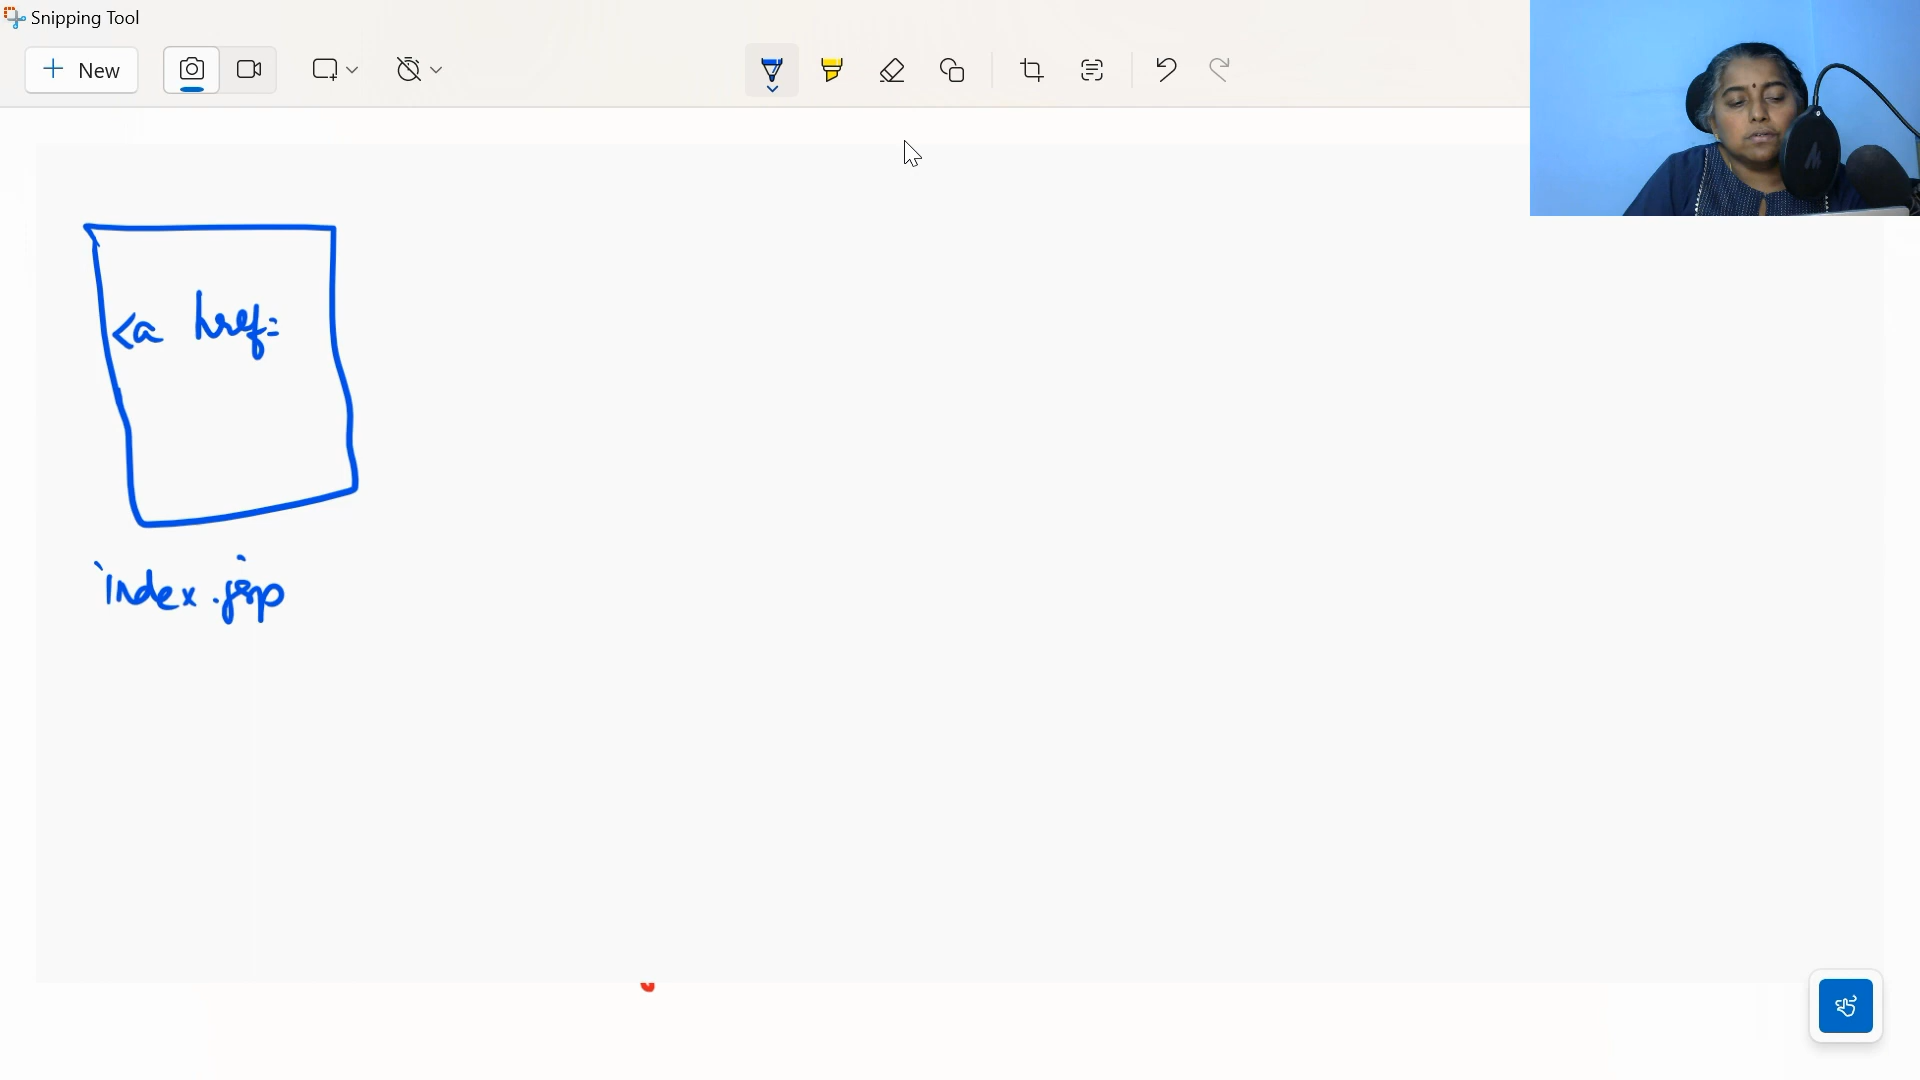 Snipping Tool
New
<a href=
index.jsp